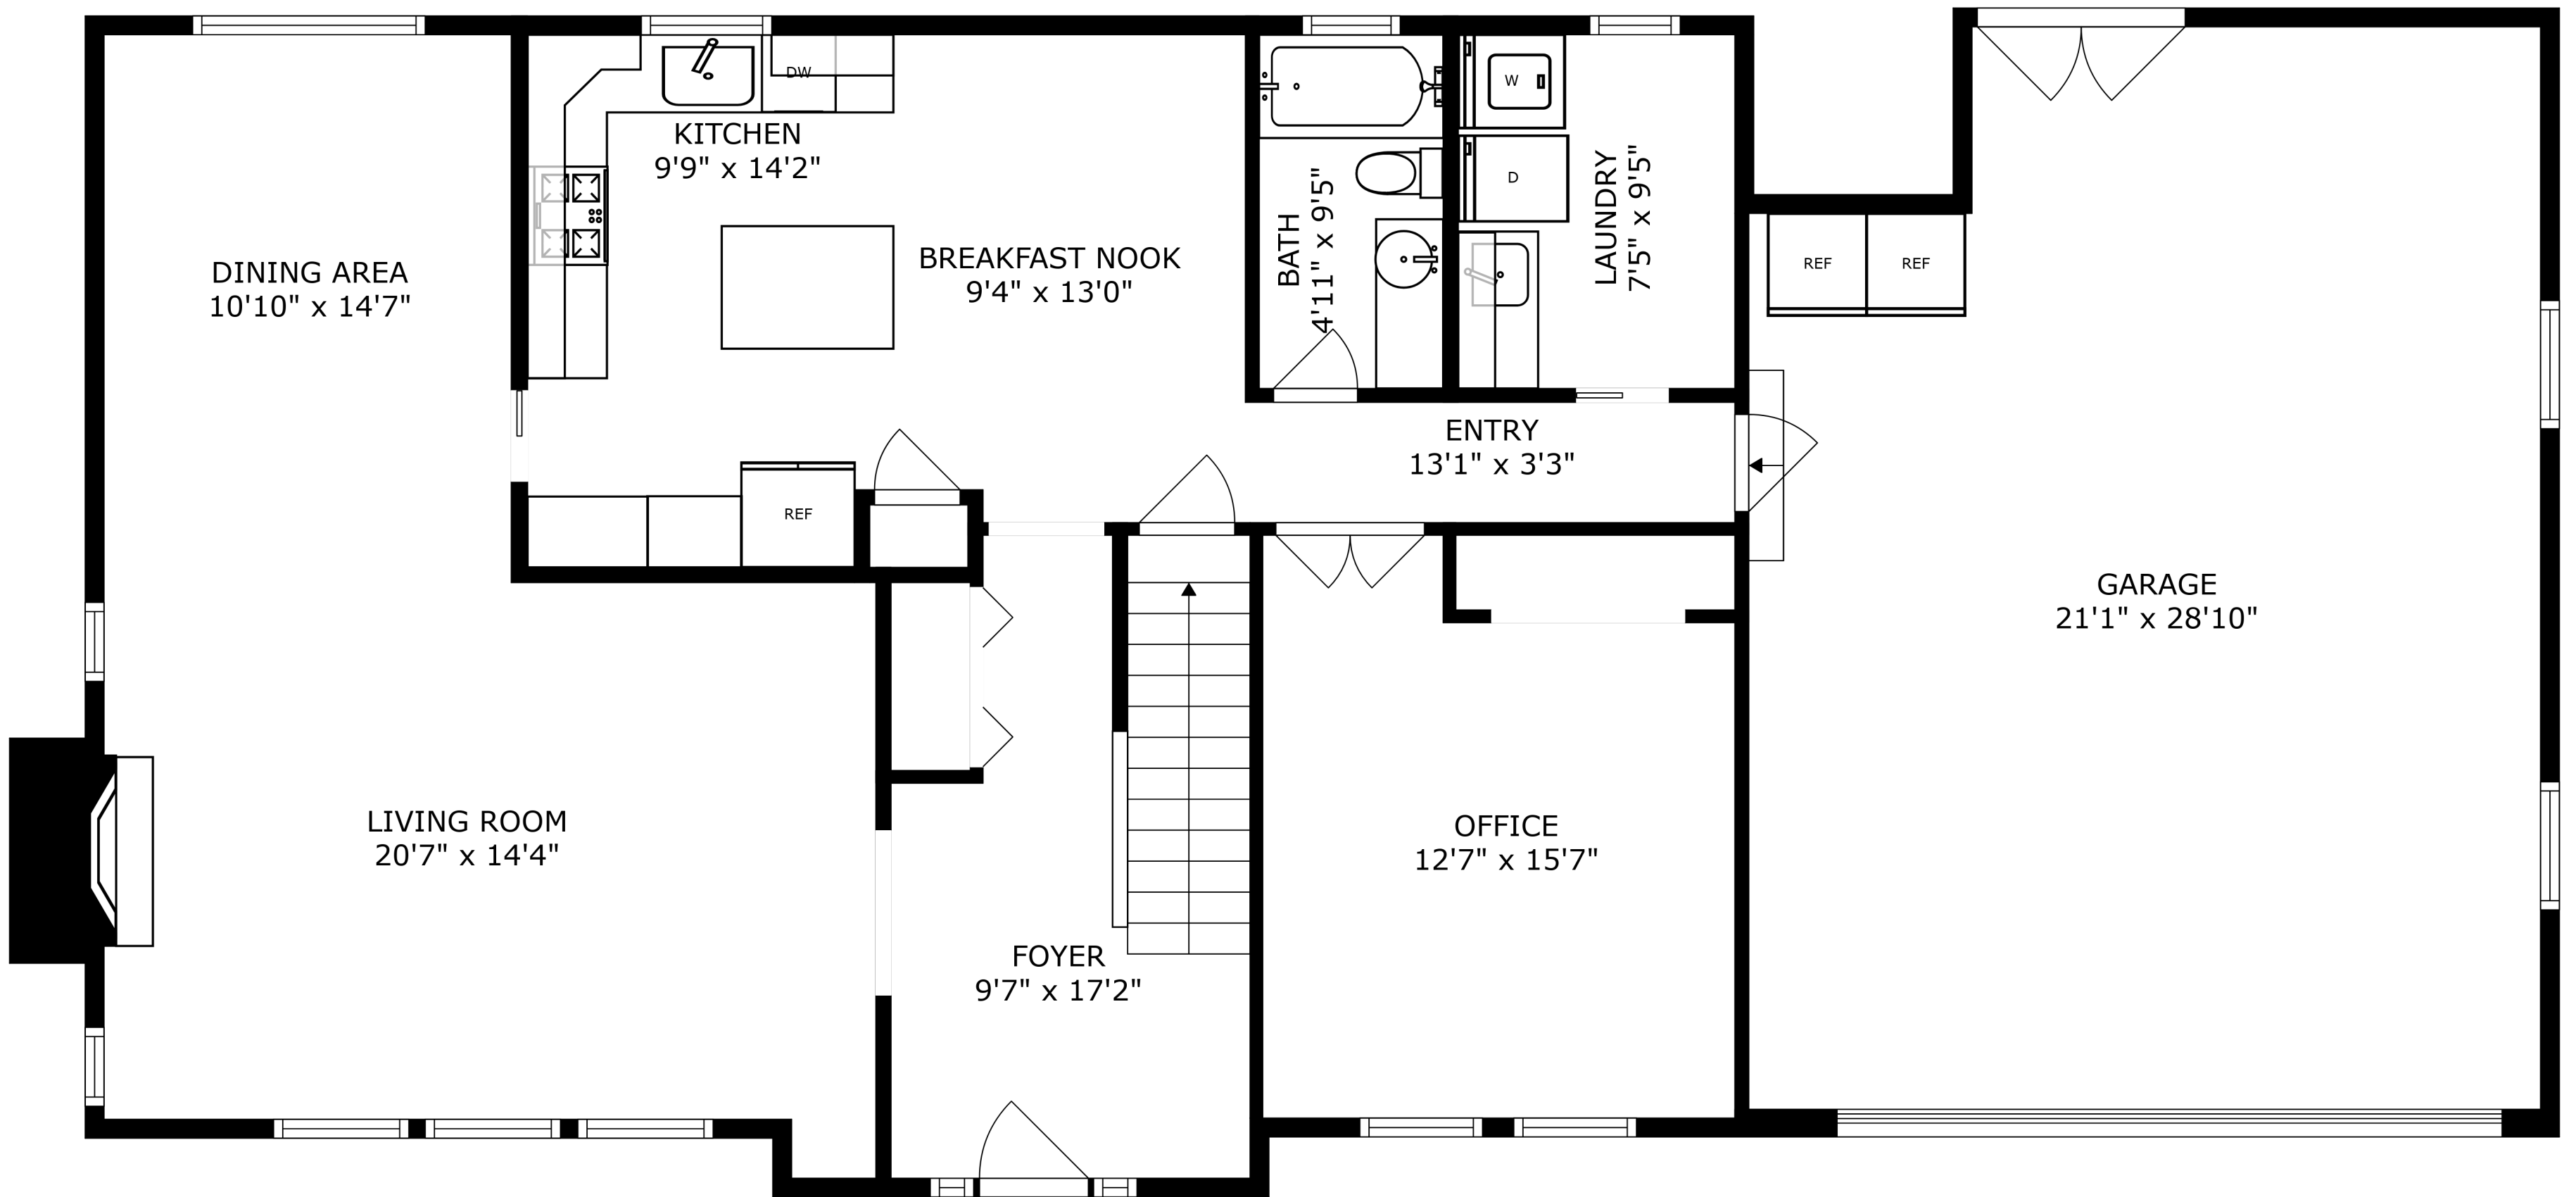 DW
KITCHEN
9'9" x 14'2"
W
D
LAUNDRY
7'5" x 9'5"
BATH
4'11" x 9'5"
DINING AREA
10'10" x 14'7"
BREAKFAST NOOK
9'4" x 13'0"
REF
REF
ENTRY
13'1" x 3'3"
REF
GARAGE
21'1" x 28'10"
LIVING ROOM
20'7" x 14'4"
OFFICE
12'7" x 15'7"
FOYER
9'7" x 17'2"